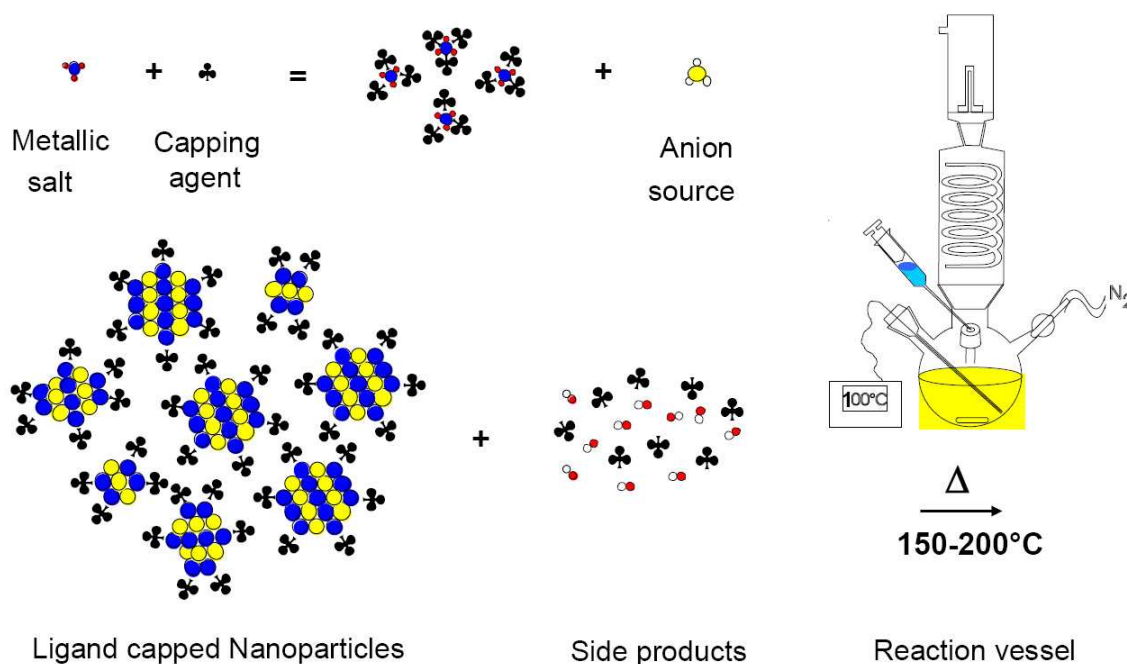 + = +
Metallic
salt
Capping
agent
Anion
source
N2
100°C
+
Δ
150-200°C
Ligand capped Nanoparticles
Side products
Reaction vessel